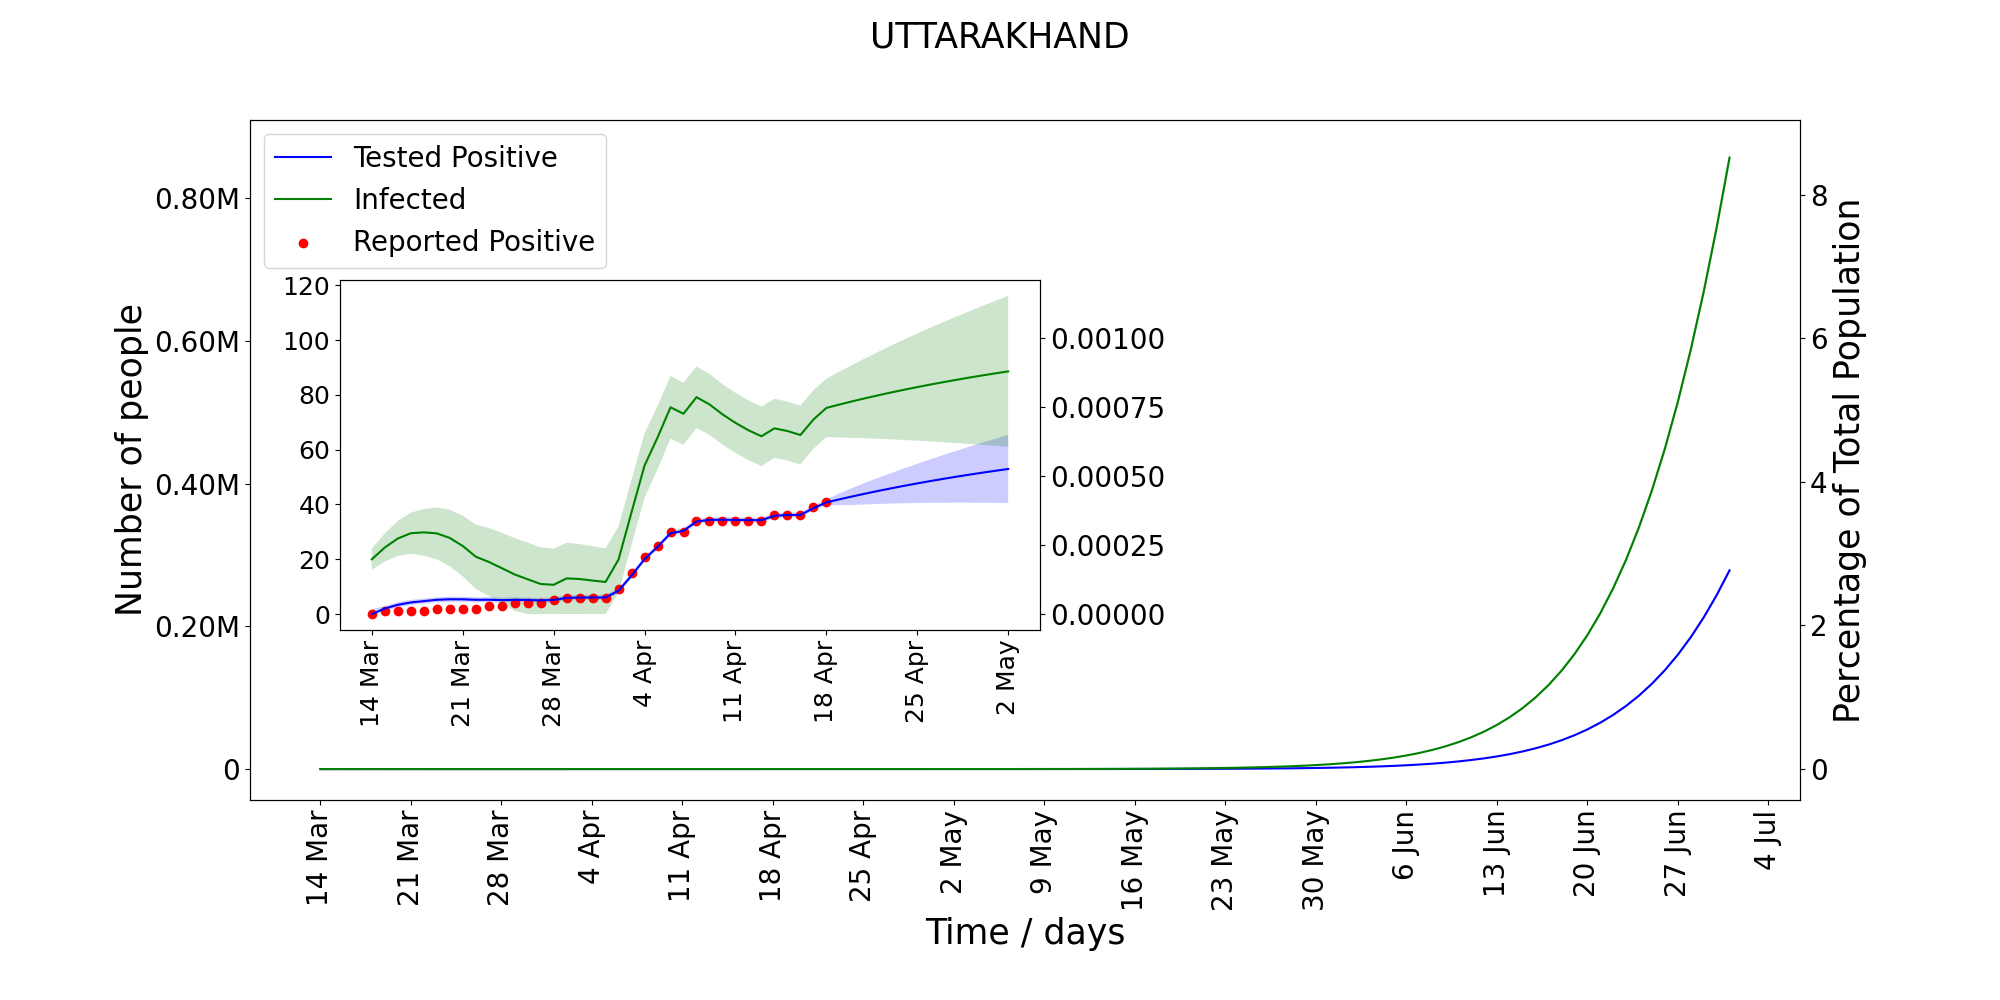 UTTARAKHAND
Tested Positive
Infected
Reported Positive
Number of people
0.80M
0.60M
0.40M
0.20M
0
120
100
80
60
40
20
0
0.00100
0.00075
0.00050
0.00025
0.00000
14 Mar
21 Mar
28 Mar
4 Apr
11 Apr
18 Apr
25 Apr
2 May
8
6
4
2
0
Percentage of Total Population
14 Mar
21 Mar
28 Mar
4 Apr
11 Apr
18 Apr
25 Apr
2 May
9 May
16 May
23 May
30 May
6 Jun
13 Jun
20 Jun
27 Jun
4 Jul
Time / days